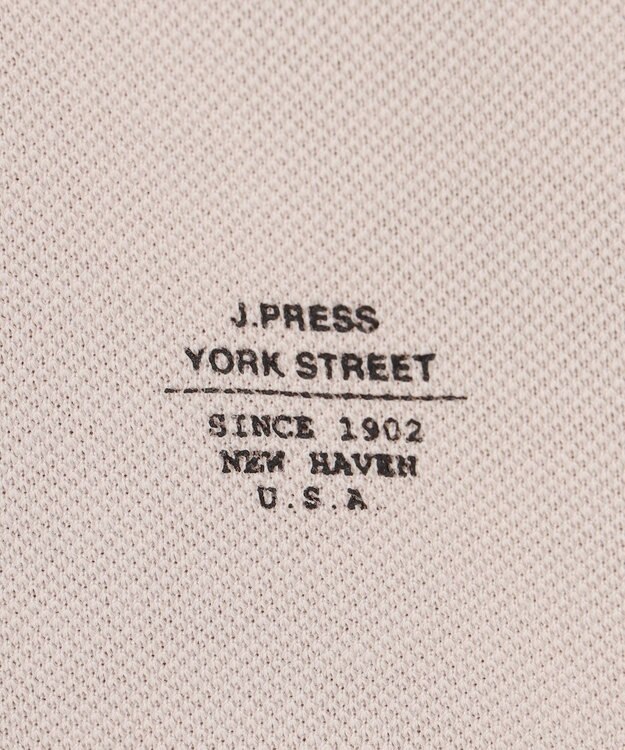 J.PRESS
YORK STREET
SINCE 1902
NEW HAVEN
U.S.A